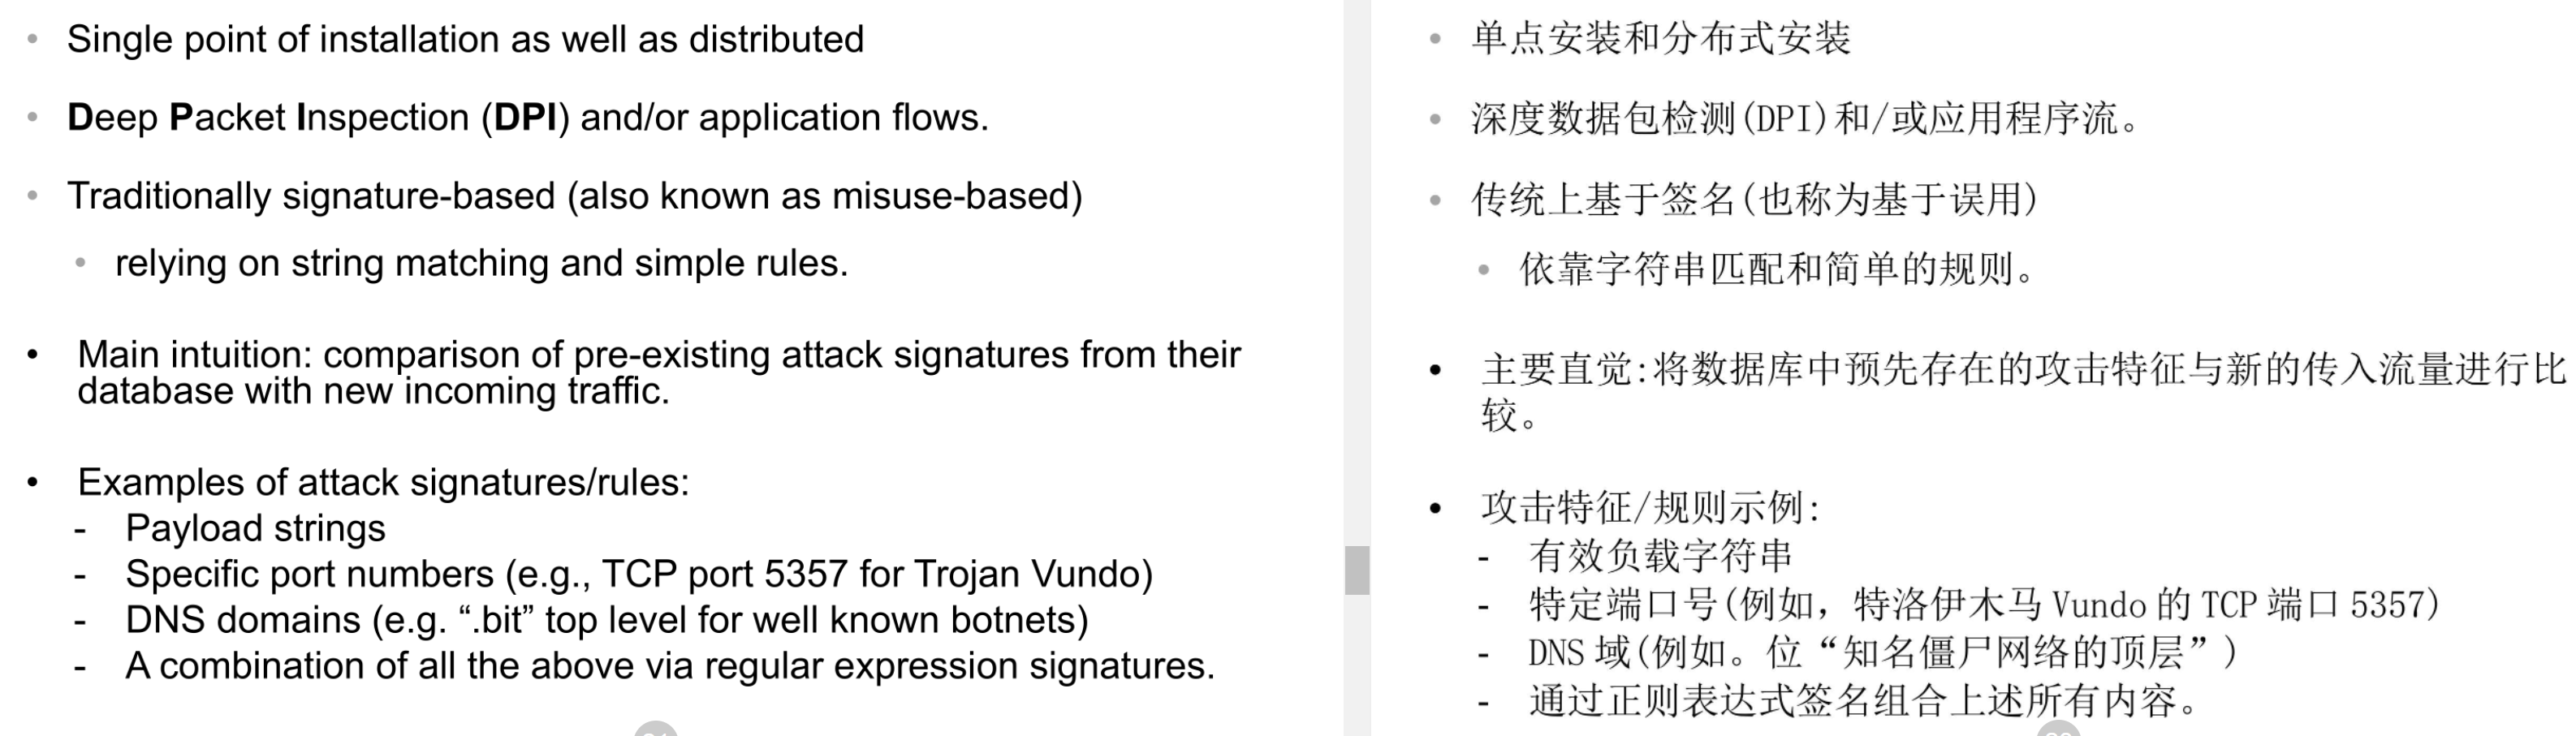 • Single point of installation as well as distributed
• Deep Packet Inspection (DPI) and/or application flows.
• Traditionally signature-based (also known as misuse-based)
• relying on string matching and simple rules.
• Main intuition: comparison of pre-existing attack signatures from their
database with new incoming traffic.
• Examples of attack signatures/rules:
- Payload strings
- Specific port numbers (e.g., TCP port 5357 for Trojan Vundo)
- DNS domains (e.g. “.bit” top level for well known botnets)
- A combination of all the above via regular expression signatures.
• 单点安装和分布式安装
• 深度数据包检测(DPI)和/或应用程序流。
• 传统上基于签名(也称为基于误用)
• 依靠字符串匹配和简单的规则。
• 主要直觉:将数据库中预先存在的攻击特征与新的传入流量进行比
较。
• 攻击特征/规则示例:
- 有效负载字符串
- 特定端口号(例如，特洛伊木马 Vundo 的 TCP 端口 5357)
- DNS 域(例如。位“知名僵尸网络的顶层”)
- 通过正则表达式签名组合上述所有内容。